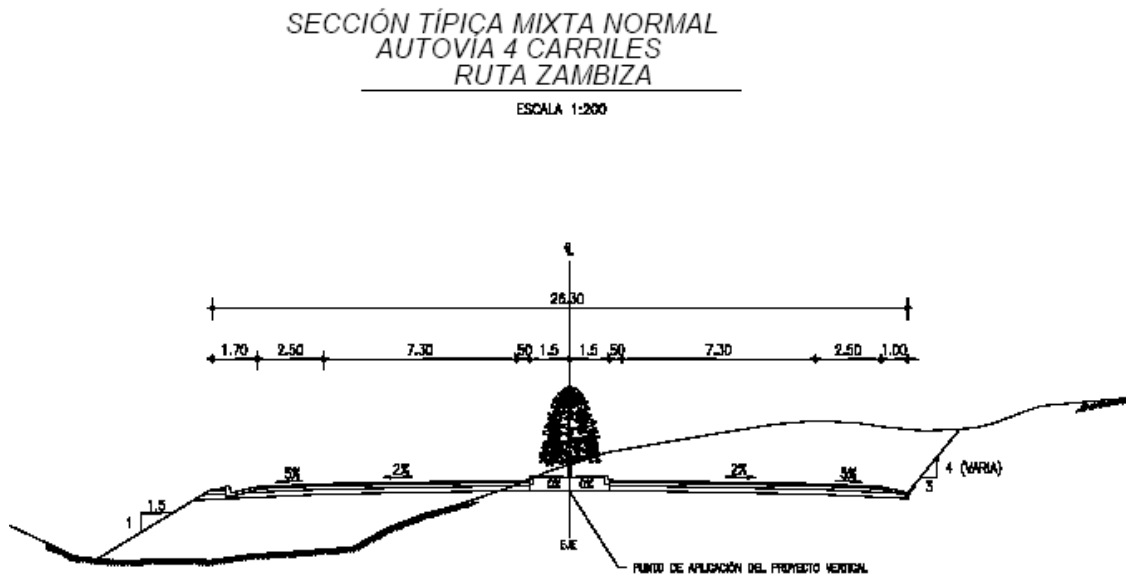 SECCIÓN TÍPICA MIXTA NORMAL
AUTOVÍA 4 CARRILES
RUTA ZAMBIZA
ESCALA 1:200
26.30
1.70 2.50 7.30 50 1.5 1.5 50 7.30 2.50 1.00
5% 2% 2% 5%
4 (VARIA)
3
1.5
1
0% 0%
EJE
PUNTO DE APLICACIÓN DEL PROYECTO VERTICAL